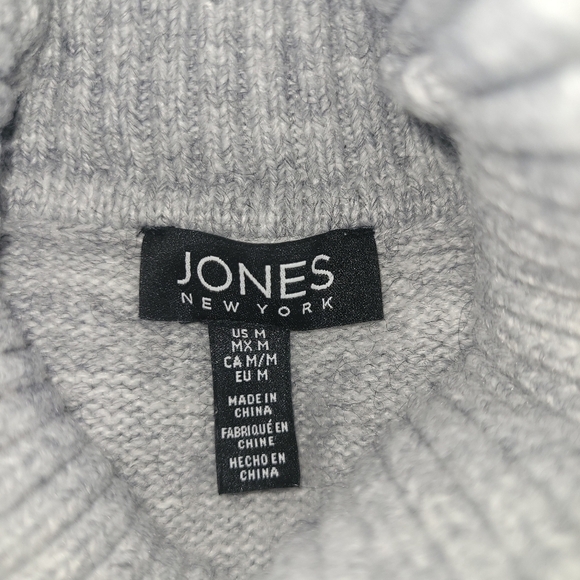 JONES
NEW YORK
US M
MX M
CA M/M
EU M
MADE IN
CHINA
FABRIQUÉ EN
CHINE
HECHO EN
CHINA